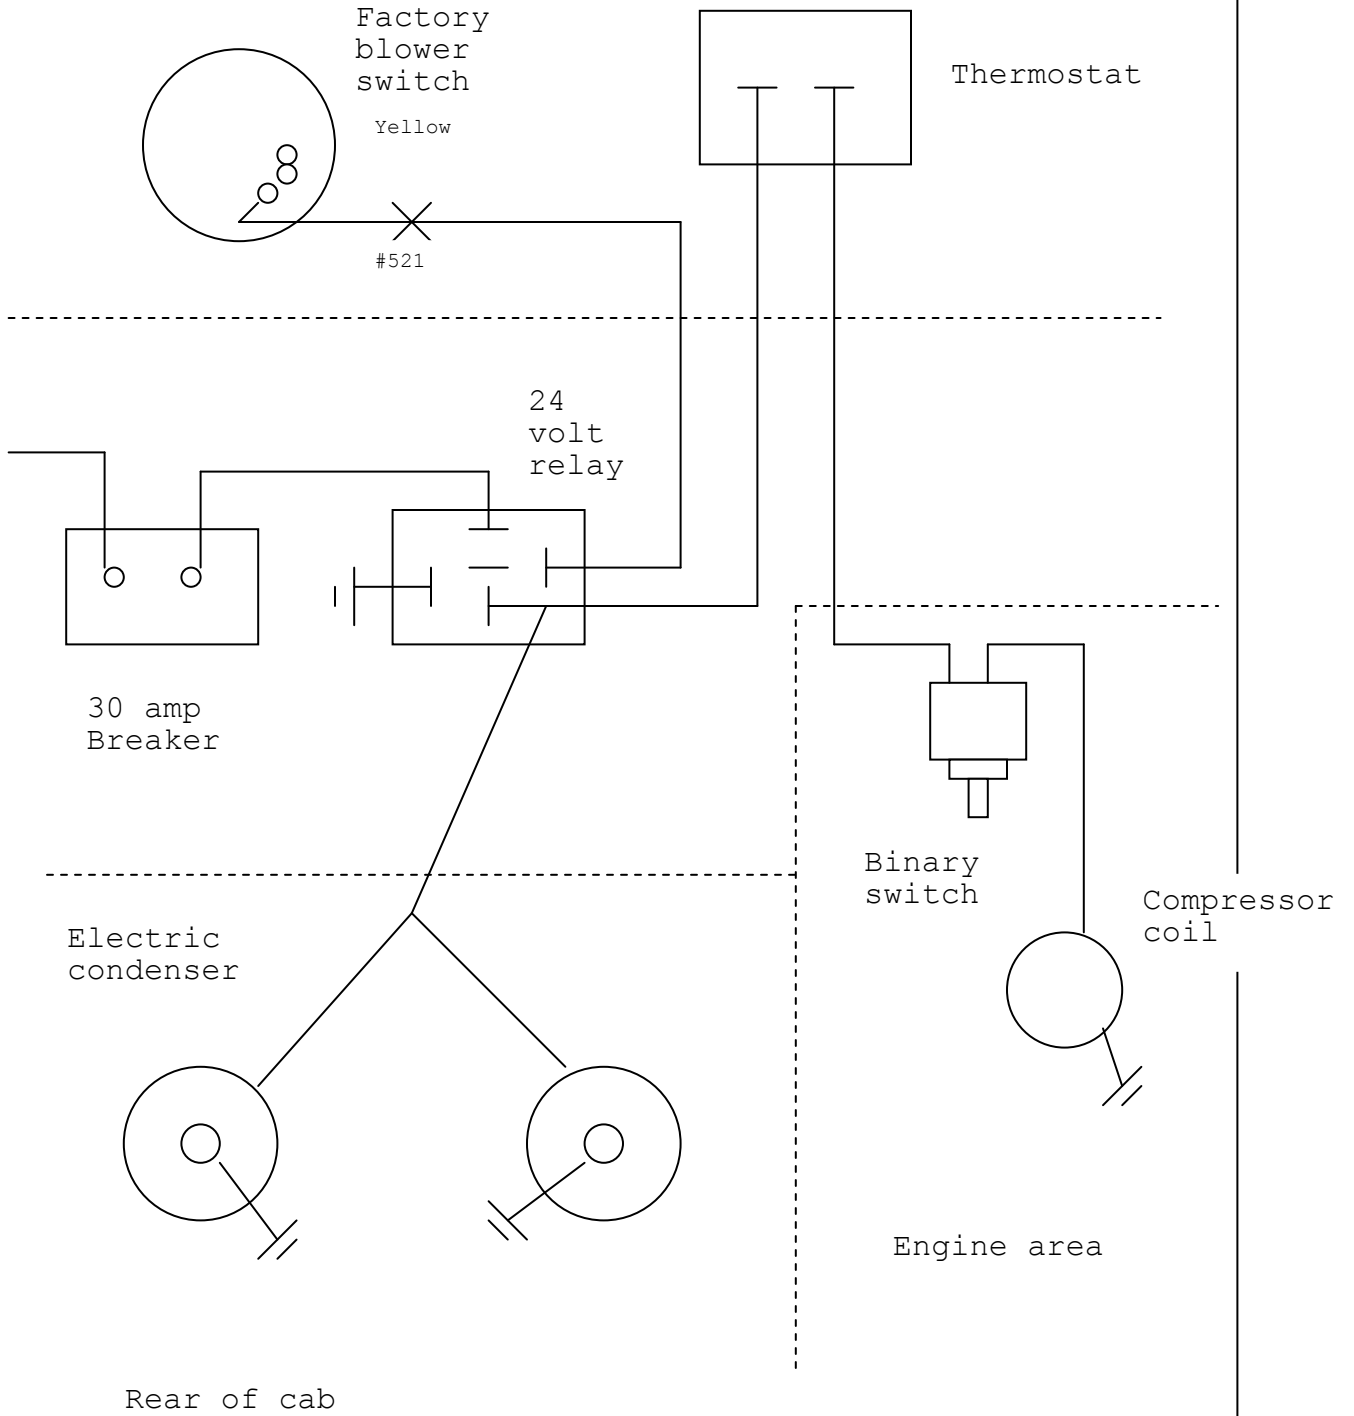 Factory
blower
switch
Yellow
Thermostat
#521
24
volt
relay
30 amp
Breaker
Binary
switch
Compressor
coil
Electric
condenser
Engine area
Rear of cab